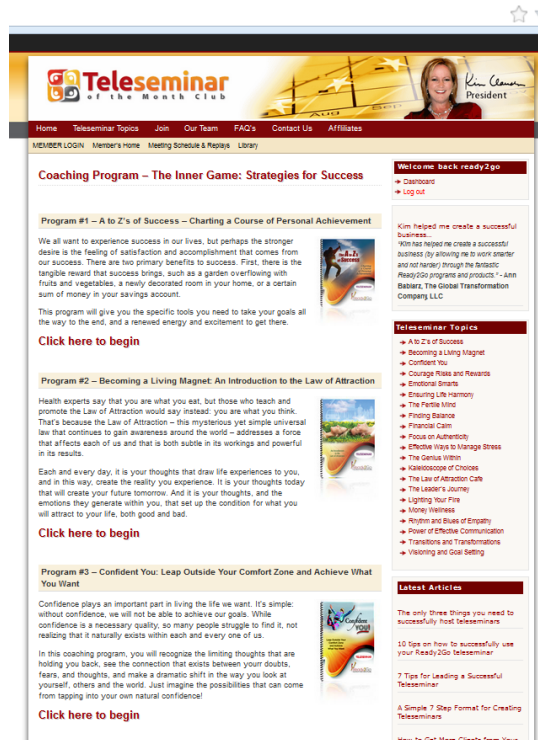 Teleseminar
of the Month Club
Aug
Sep
Kim Clausen
President
Home Teleseminar Topics Join Our Team FAQ's Contact Us Affiliates
MEMBER LOGIN Member's Home Meeting Schedule & Replays Library
Coaching Program – The Inner Game: Strategies for Success
Program #1 – A to Z's of Success – Charting a Course of Personal Achievement
We all want to experience success in our lives, but perhaps the stronger
desire is the feeling of satisfaction and accomplishment that comes from
our success. There are two primary benefits to success. First, there is the
tangible reward that success brings, such as a garden overflowing with
fruits and vegetables, a newly decorated room in your home, or a certain
sum of money in your savings account.
This program will give you the specific tools you need to take your goals all
the way to the end, and a renewed energy and excitement to get there.
Click here to begin
The A to Z's
of Success
Program #2 – Becoming a Living Magnet: An Introduction to the Law of Attraction
Health experts say that you are what you eat, but those who teach and
promote the Law of Attraction would say instead: you are what you think.
That's because the Law of Attraction – this mysterious yet simple universal
law that continues to gain awareness around the world – addresses a force
that affects each of us and that is both subtle in its workings and powerful
in its results.
Each and every day, it is your thoughts that draw life experiences to you,
and in this way, create the reality you experience. It is your thoughts today
that will create your future tomorrow. And it is your thoughts, and the
emotions they generate within you, that set up the condition for what you
will attract to your life, both good and bad.
Click here to begin
Program #3 – Confident You: Leap Outside Your Comfort Zone and Achieve What
You Want
Confidence plays an important part in living the life we want. It's simple:
without confidence, we will not be able to achieve our goals. While
confidence is a necessary quality, so many people struggle to find it, not
realizing that it naturally exists within each and every one of us.
In this coaching program, you will recognize the limiting thoughts that are
holding you back, see the connection that exists between yourr doubts,
fears, and thoughts, and make a dramatic shift in the way you look at
yourself, others and the world. Just imagine the possibilities that can come
from tapping into your own natural confidence!
Click here to begin
Confident
YOU!
Welcome back ready2go
Dashboard
Log out
Kim helped me create a successful
business...
"Kim has helped me create a successful
business (by allowing me to work smarter
and not harder) through the fantastic
Ready2Go programs and products." - Ann
Babiarz, The Global Transformation
Company, LLC
Teleseminar Topics
A to Z's of Success
Becoming a Living Magnet
Confident You
Courage Risks and Rewards
Emotional Smarts
Ensuring Life Harmony
The Fertile Mind
Finding Balance
Financial Calm
Focus on Authenticity
Effective Ways to Manage Stress
The Genius Within
Kaleidoscope of Choices
The Law of Attraction Cafe
The Leader's Journey
Lighting Your Fire
Money Wellness
Rhythm and Blues of Empathy
Power of Effective Communication
Transitions and Transformations
Visioning and Goal Setting
Latest Articles
The only three things you need to
successfully host teleseminars
10 tips on how to successfully use
your Ready2Go teleseminar
7 Tips for Leading a Successful
Teleseminar
A Simple 7 Step Format for Creating
Teleseminars
How to Get More Clients from Your